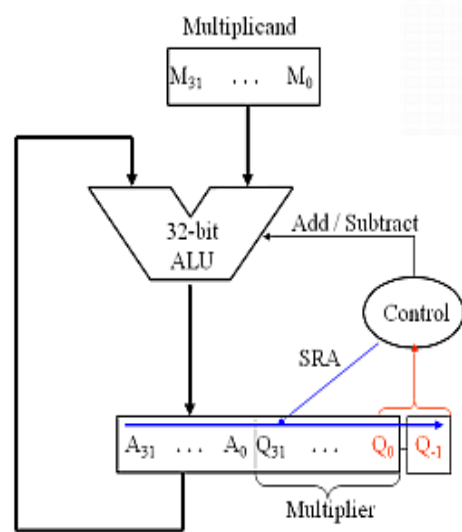 Multiplicand
M31 ... M0
32-bit
ALU
Add / Subtract
Control
SRA
A31 ... A0 Q31 ... Q0 Q-1
Multiplier